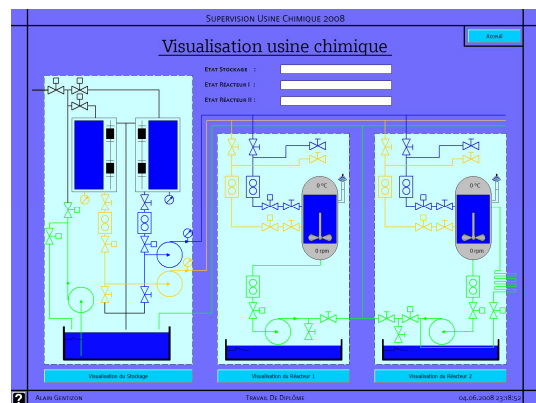 SUPERVISION USINE CHIMIQUE 2008
Acceuil
Visualisation usine chimique
ETAT STOCKAGE :
ETAT RÉACTEUR I :
ETAT RÉACTEUR II :
0 °C
0 °C
0 rpm
0 rpm
Visualisation du Stockage
Visualisation du Réacteur 1
Visualisation du Réacteur 2
?
ALAIN GENTIZON
TRAVAIL DE DIPLÔME
04.06.2008 23:18:52